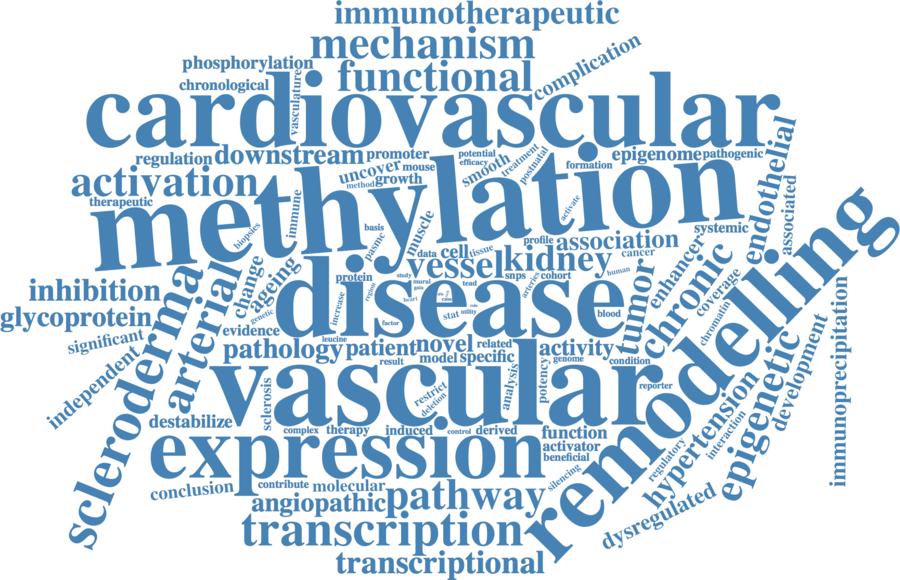 immunotherapeutic
mechanism
complication
phosphorylation
functional
chronological
vasculature
cardiovascular
regulation
downstream
promoter
potential
efficacy
smooth
treatment
postnatal
formation
epigenome
pathogenic
endothelial
activation
uncover
mouse
method
growth
therapeutic
methylation
immune
biopsies
basis
pasmc
muscle
activate
associated
systemic
data
cell
tissue
profile
association
cancer
enhancer
change
ageing
genetic
vessel
kidney
protein
study
mural
gaia
tead
snps
cohort
arteries
human
tumor
chronic
coverage
chromatin
remodelling
inhibition
glycoprotein
scleroderma
arterial
disease
increase
region
heart
case
role
stat
utility
factor
blood
significant
independent
evidence
leucine
pathology
patient
novel
related
result
model
specific
activity
genome
condition
analysis
potency
vascular
reporter
restrict
deletion
sclerosis
destabilize
complex
therapy
induced
control
derived
function
activator
beneficial
expression
silencing
regulatory
hypertension
interaction
epigenetic
development
immunoprecipitation
conclusion
contribute
molecular
angiopathic
pathway
dysregulated
transcription
transcriptional